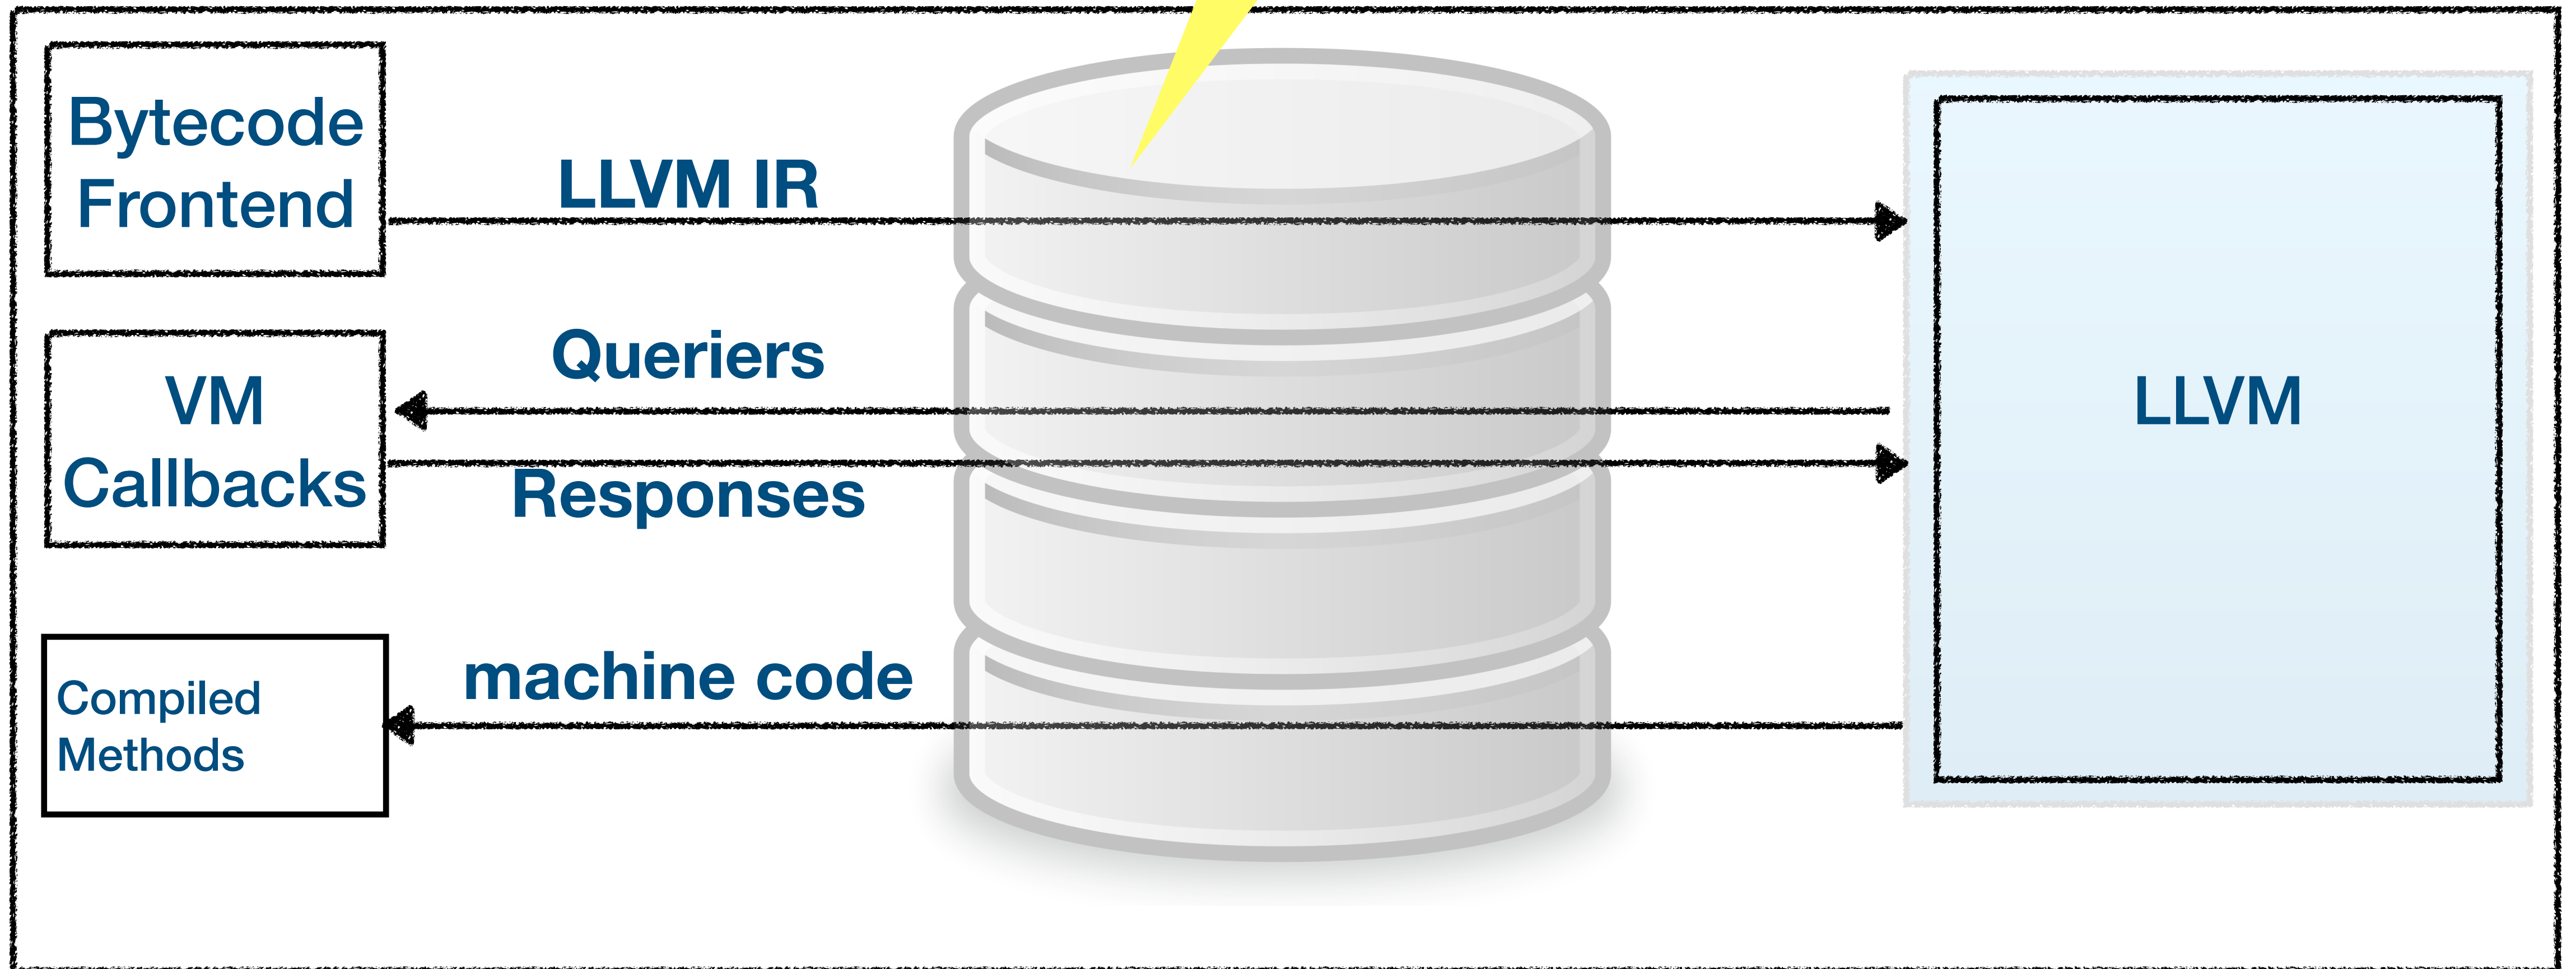 Bytecode
Frontend
LLVM IR
Queriers
VM
Callbacks
Responses
LLVM
machine code
Compiled
Methods